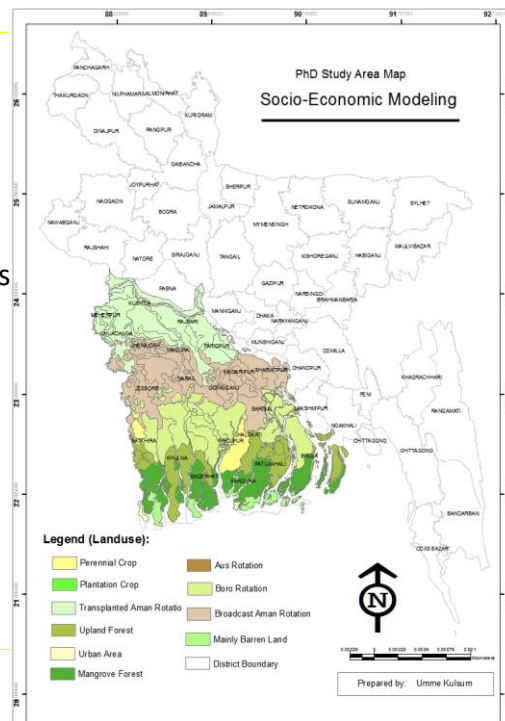 88 89 90 91 92
PhD Study Area Map
Socio-Economic Modeling
PANCHAGARH
THAKURGAON NILPHAMARI LALMONIRHAT
KURIGRAM
DINAJPUR RANGPUR
GAIBANDHA
SHERPUR
JOYPURHAT JAMALPUR NETROKONA SUNAMGANJ SYLHET
NAOGAON
BOGRA MYMENSINGH
NAWABGANJ MAULVIBAZAR
RAJSHAHI NATORE SIRAJGANJ TANGAIL KISHOREGANJ HABIGANJ
PABNA GAZIPUR
NARSINGDI
KUSHTIA MANIKGANJ DHAKA BRAHMANBARIA
MEHERPUR RAJBARI NARAYANGANJ
CHUADANGA MUNSHIGANJ COMILLA
KHAGRACHHARI
MAGURA MADARIPUR SHARIATPUR CHANDPUR
JESSORE NARAIL GOPALGANJ FENI RANGAMATI
BARISAL LAKSHMIPUR NOAKHALI
CHITTAGONG CHITTAGONG
SATKHIRA KHULNA BAGERHAT PIROJPUR JHALOKATI
PATUAKHALI BHOLA
BARGUNA
BANDARBAN
COXS BAZAR
26
25
24
23
22
21
20
s
Legend (Landuse):
Perennial Crop
Plantation Crop
Transplanted Aman Rotatio
Upland Forest
Urban Area
Mangrove Forest
Aus Rotation
Boro Rotation
Broadcast Aman Rotation
Mainly Barren Land
District Boundary
N
Kilometers
Prepared by: Umme Kulsum